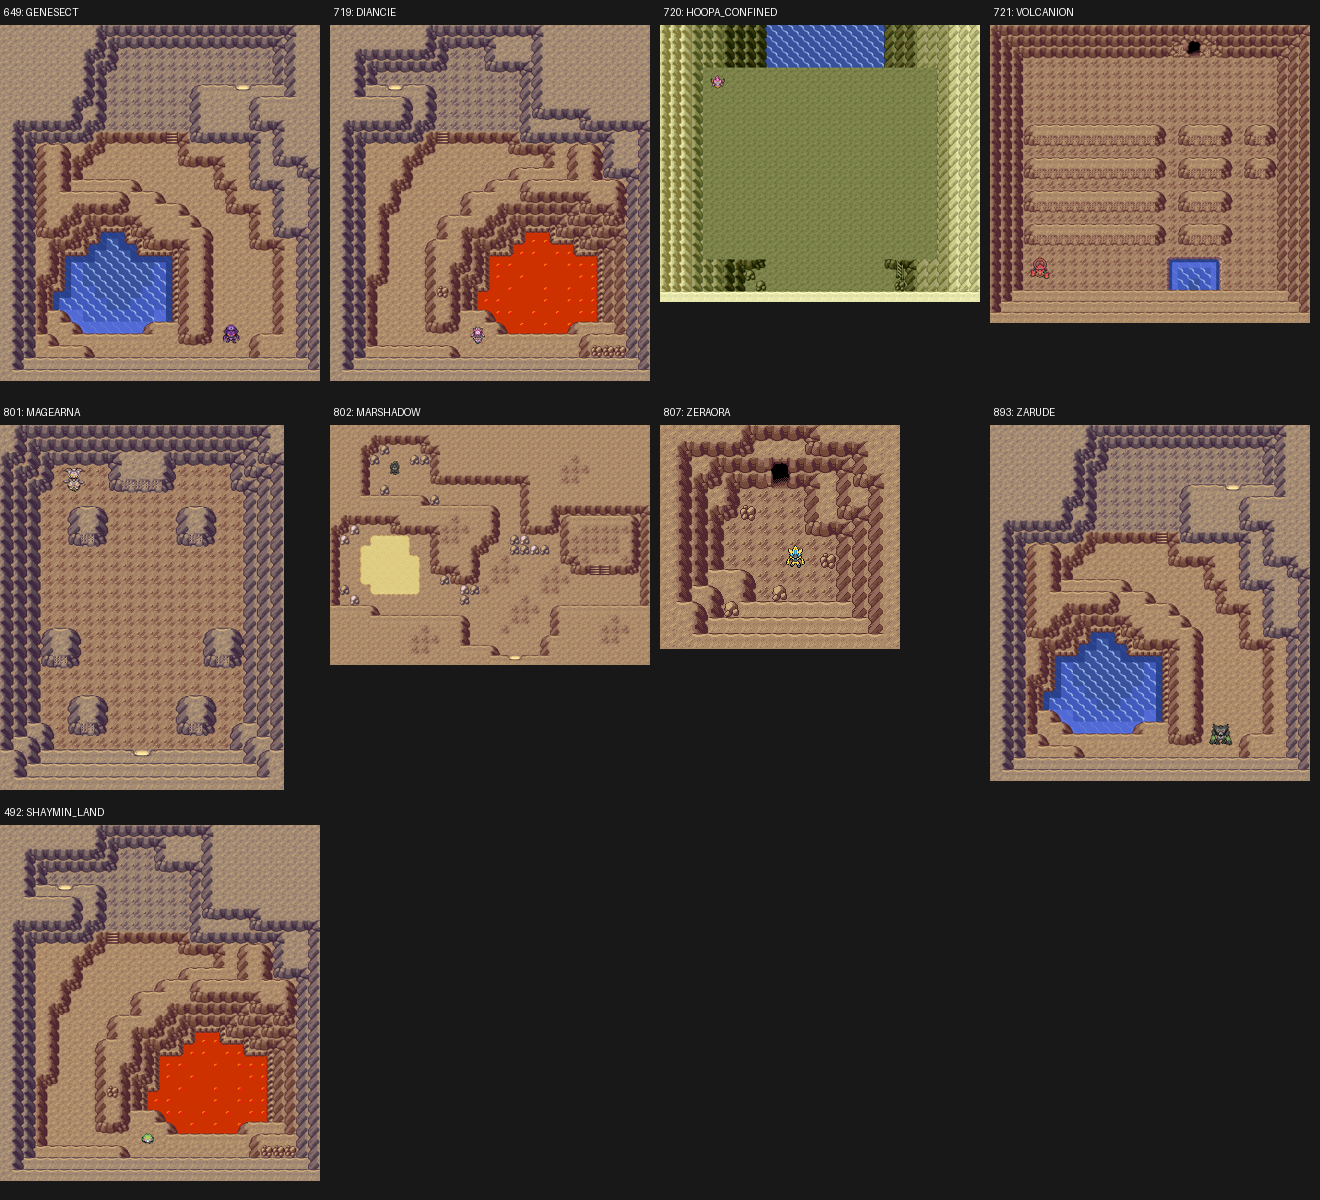 649: GENESECT
719: DIANCIE
720: HOOPA_CONFINED
721: VOLCANION
801: MAGEARNA
802: MARSHADOW
807: ZERAORA
893: ZARUDE
492: SHAYMIN_LAND